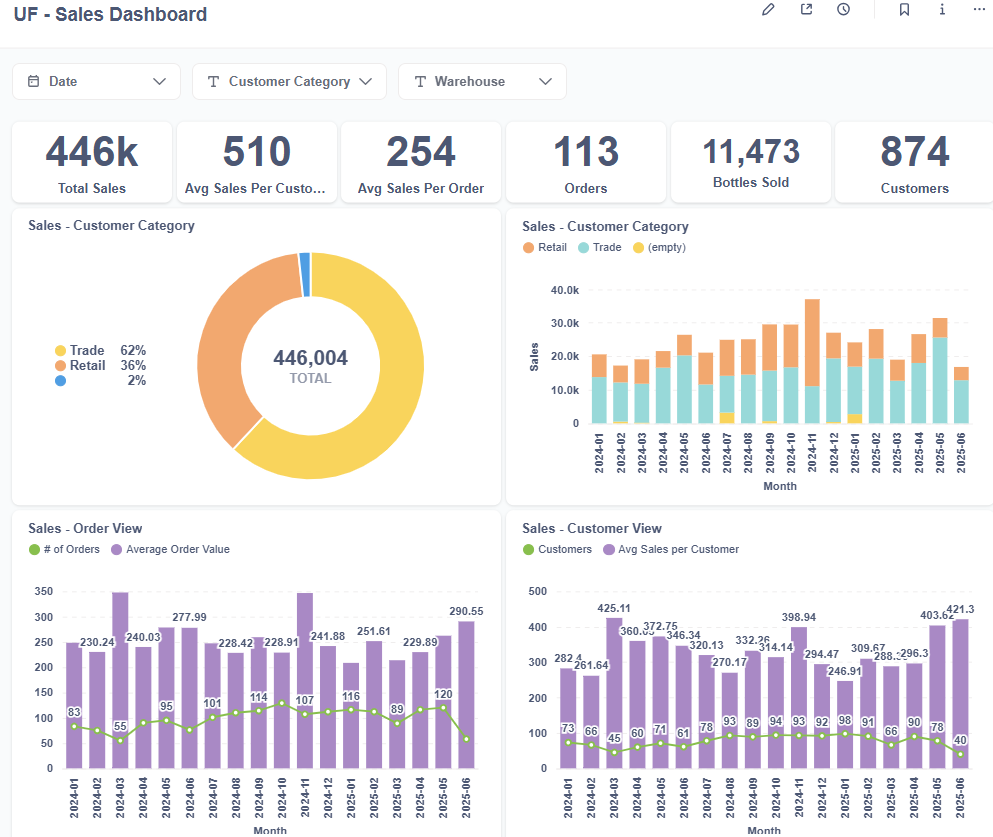 UF - Sales Dashboard
Date
Customer Category
Warehouse
446k
Total Sales
510
Avg Sales Per Custo...
254
Avg Sales Per Order
113
Orders
11,473
Bottles Sold
874
Customers
Sales - Customer Category
Trade 62%
Retail 36%
2%
446,004
TOTAL
Sales - Customer Category
Retail Trade (empty)
40.0k
30.0k
20.0k
10.0k
0
Sales
2024-01 2024-02 2024-03 2024-04 2024-05 2024-06 2024-07 2024-08 2024-09 2024-10 2024-11 2024-12 2025-01 2025-02 2025-03 2025-04 2025-05 2025-06
Month
Sales - Order View
# of Orders Average Order Value
350
300
250
200
150
100
50
0
230.24 240.03 277.99 228.42 228.91 241.88 251.61 229.89 290.55
83 55 95 101 114 107 116 89 120
2024-01 2024-02 2024-03 2024-04 2024-05 2024-06 2024-07 2024-08 2024-09 2024-10 2024-11 2024-12 2025-01 2025-02 2025-03 2025-04 2025-05 2025-06
Month
Sales - Customer View
Customers Avg Sales per Customer
500
400
300
200
100
0
282.4 261.64 425.11 372.75 346.34 320.13 270.17 332.26 314.14 398.94 294.47 246.91 309.67 296.3 421.3
73 66 45 60 71 61 78 93 89 94 93 92 98 91 66 90 78 40
2024-01 2024-02 2024-03 2024-04 2024-05 2024-06 2024-07 2024-08 2024-09 2024-10 2024-11 2024-12 2025-01 2025-02 2025-03 2025-04 2025-05 2025-06
Month